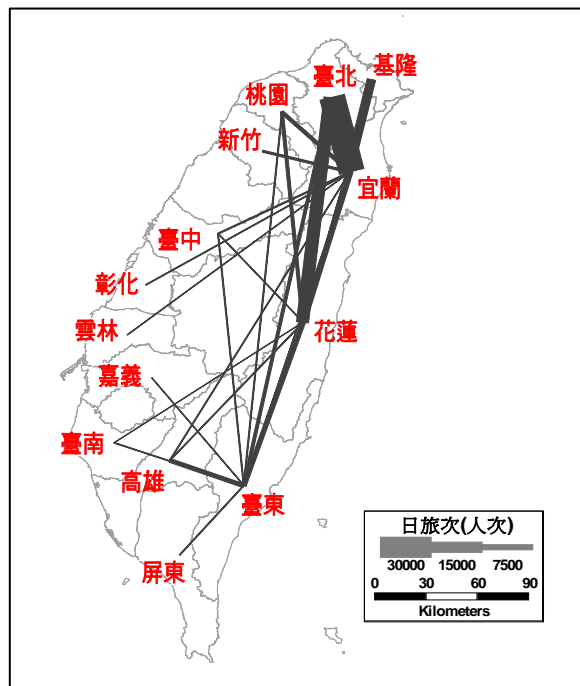 基隆
臺北
桃園
新竹
宜蘭
臺中
彰化
雲林
花蓮
嘉義
臺南
高雄
臺東
屏東
日旅次(人次)
30000 15000 7500
0 30 60 90
Kilometers